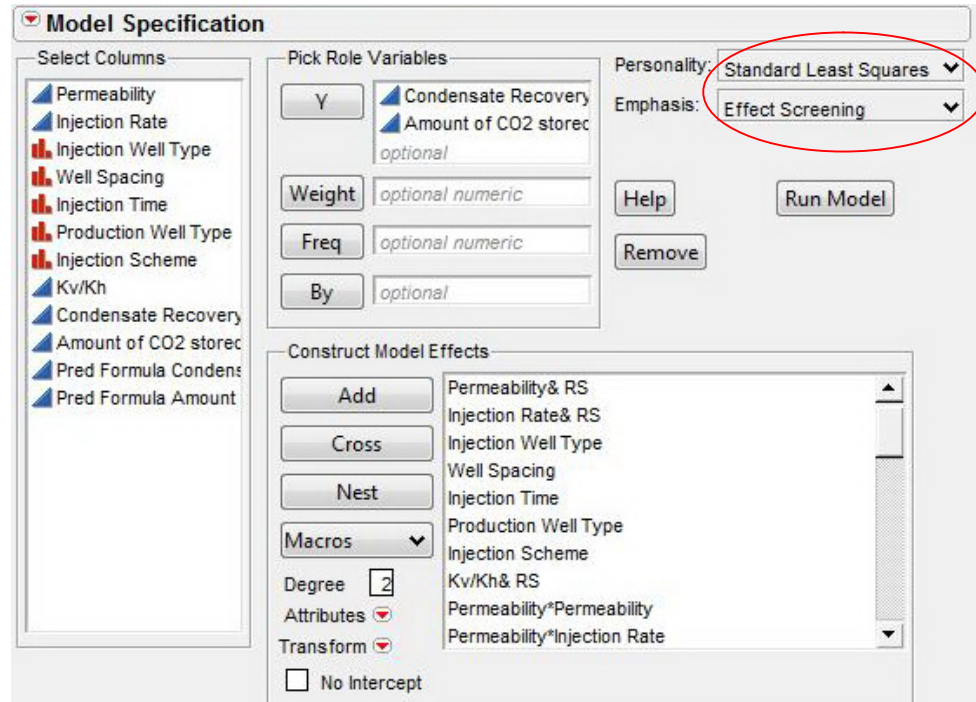 Model Specification
Select Columns
Permeability
Injection Rate
Injection Well Type
Well Spacing
Injection Time
Production Well Type
Injection Scheme
Kv/Kh
Condensate Recovery
Amount of CO2 stored
Pred Formula Condens
Pred Formula Amount
Pick Role Variables
Y
Condensate Recovery
Amount of CO2 stored
optional
Weight
optional numeric
Freq
optional numeric
By
optional
Personality: Standard Least Squares
Emphasis: Effect Screening
Help
Run Model
Remove
Construct Model Effects
Add
Cross
Nest
Macros
Degree 2
Attributes
Transform
No Intercept
Permeability& RS
Injection Rate& RS
Injection Well Type
Well Spacing
Injection Time
Production Well Type
Injection Scheme
Kv/Kh& RS
Permeability*Permeability
Permeability*Injection Rate